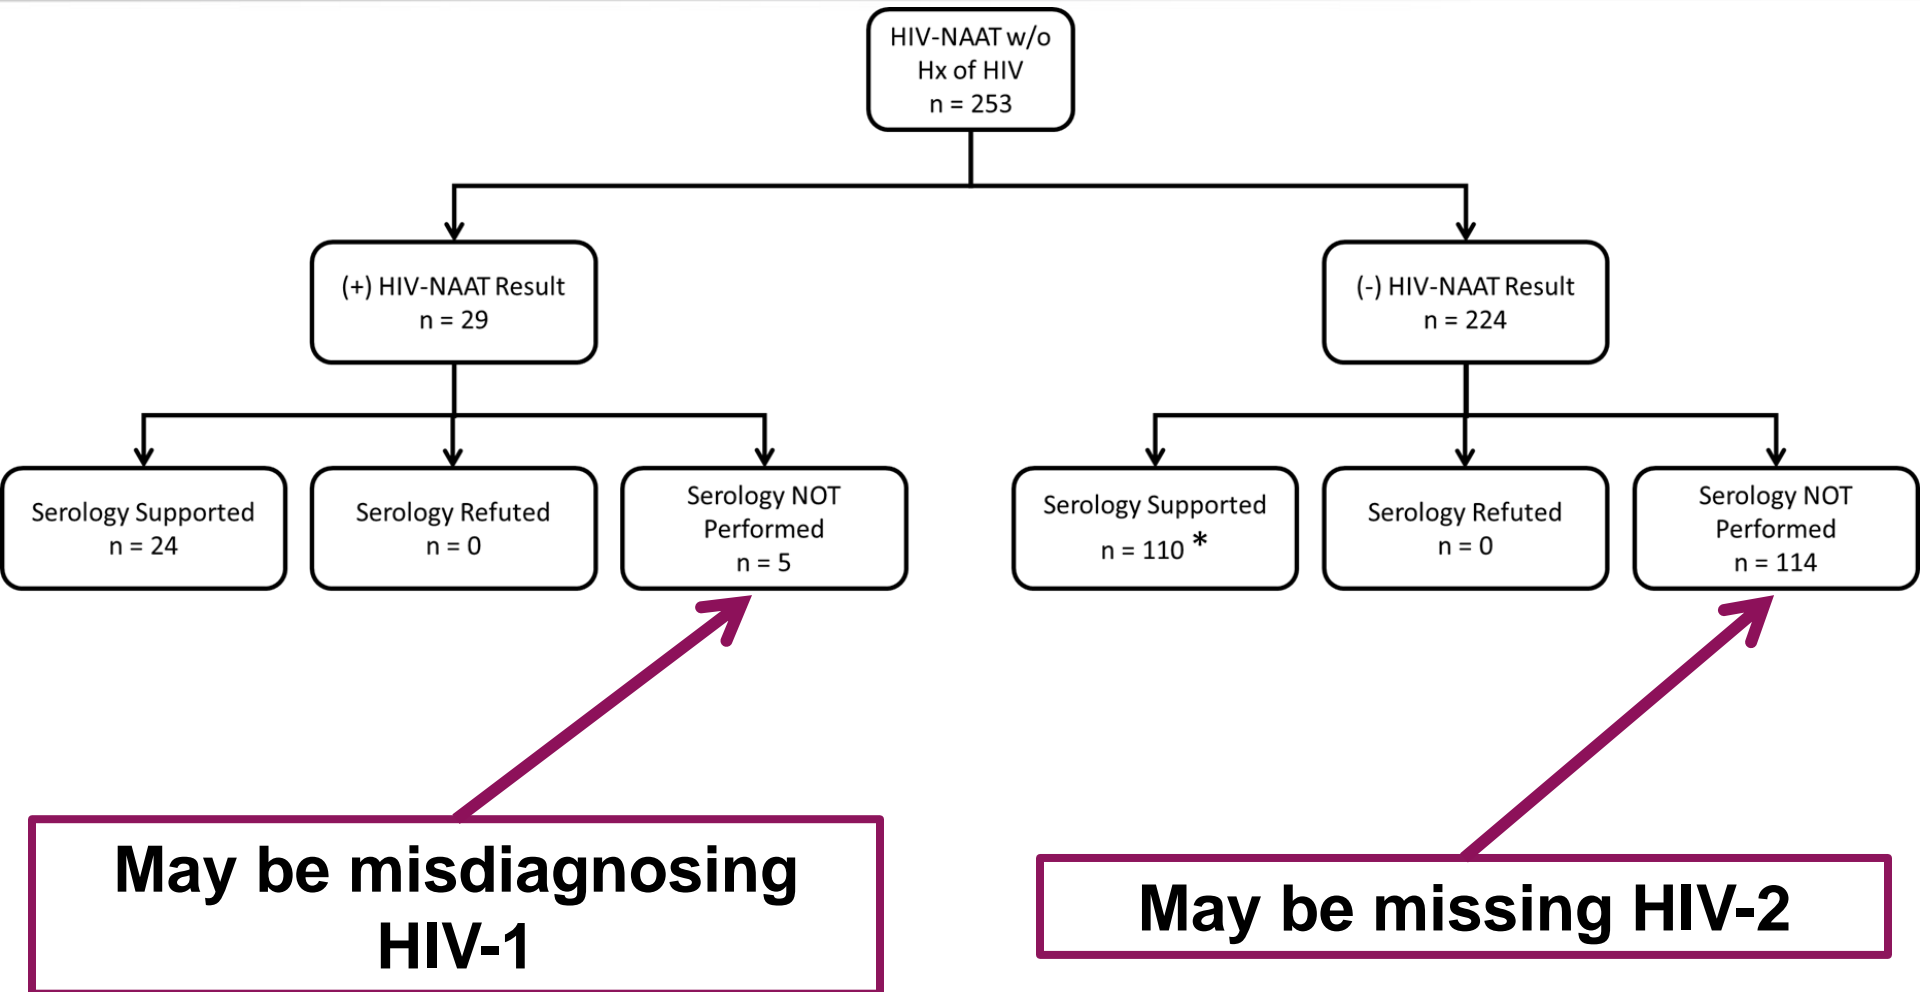 HIV-NAAT w/o
Hx of HIV
n = 253
(+) HIV-NAAT Result
n = 29
(-) HIV-NAAT Result
n = 224
Serology Supported
n = 24
Serology Refuted
n = 0
Serology NOT
Performed
n = 5
Serology Supported
n = 110 *
Serology Refuted
n = 0
Serology NOT
Performed
n = 114
May be misdiagnosing
HIV-1
May be missing HIV-2